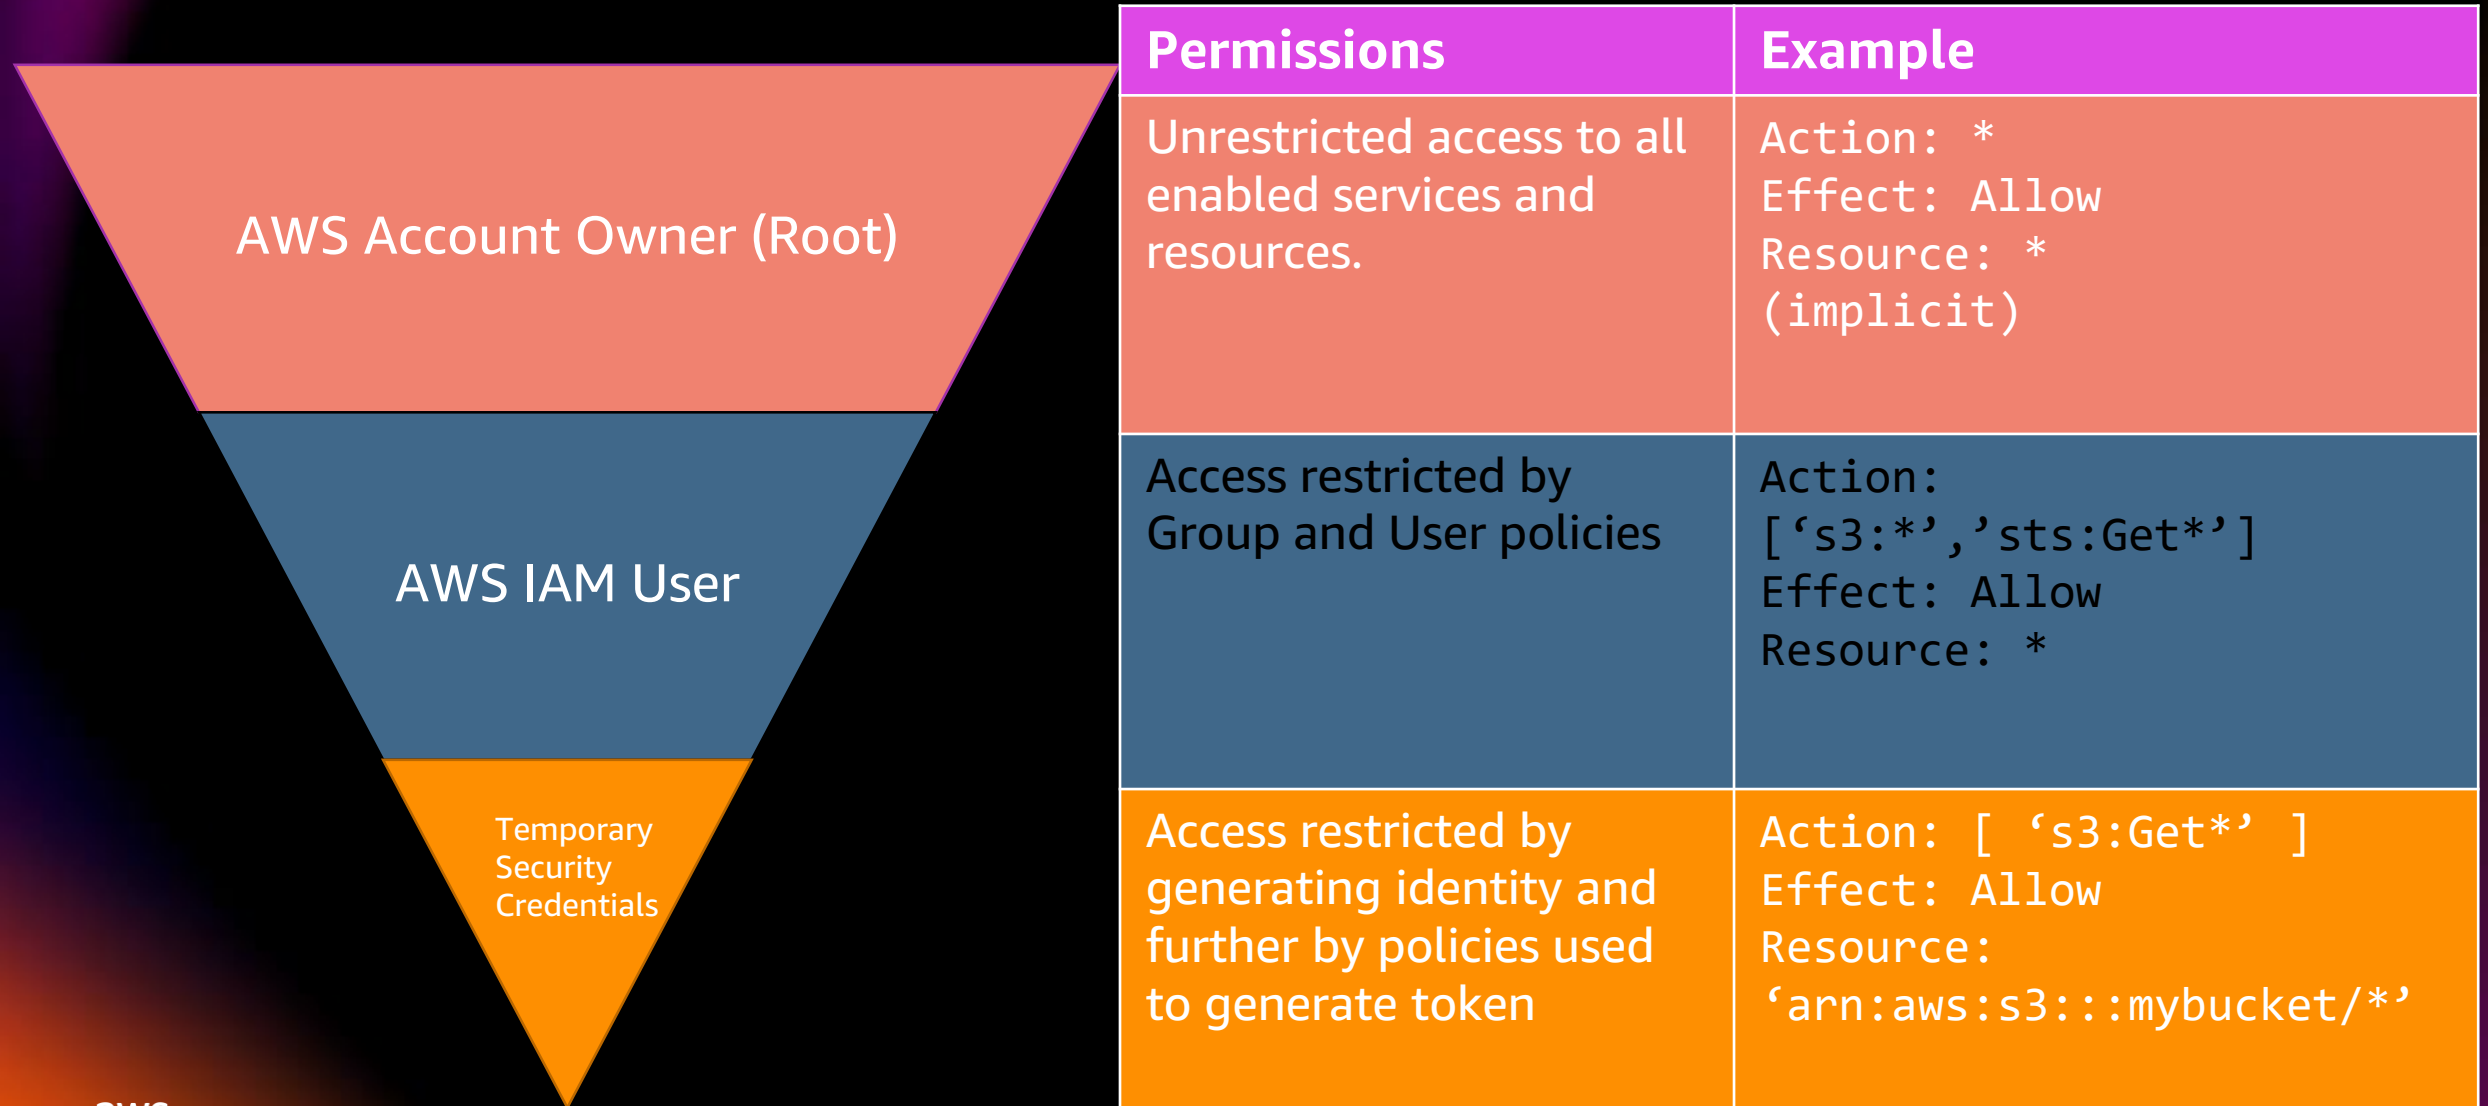 AWS Account Owner (Root)
AWS IAM User
Temporary
Security
Credentials
Permissions
Example
Unrestricted access to all
enabled services and
resources.
Action: *
Effect: Allow
Resource: *
(implicit)
Access restricted by
Group and User policies
Action:
[‘s3:*’,’sts:Get*’]
Effect: Allow
Resource: *
Access restricted by
generating identity and
further by policies used
to generate token
Action: [ ‘s3:Get*’ ]
Effect: Allow
Resource:
‘arn:aws:s3:::mybucket/*’
aws